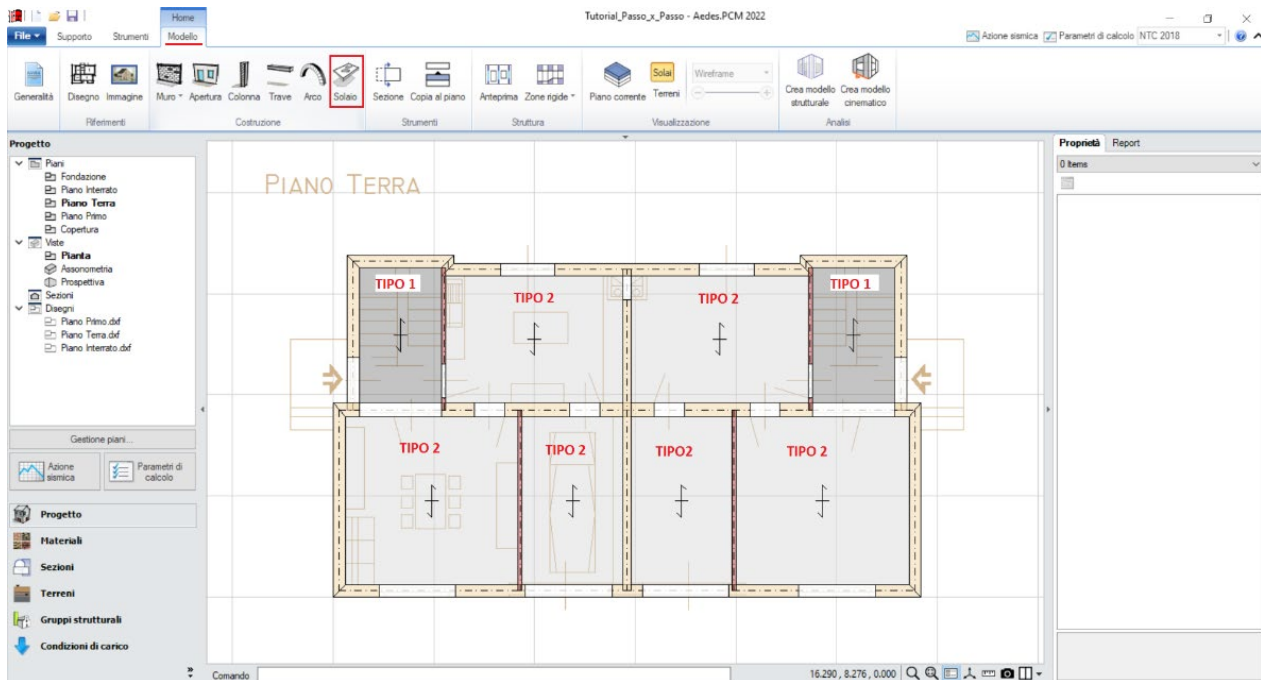 Home
Tutorial_Passo_x_Passo - Aedes.PCM 2022
File
Supporto
Strumenti
Modello
Azione sismica
Parametri di calcolo
NTC 2018
Generalità
Disegno
Immagine
Muro
Apertura
Colonna
Trave
Arco
Solaio
Sezione
Copia al piano
Anteprima
Zone rigide
Piano corrente
Solai
Terreni
Wireframe
Crea modello
strutturale
Crea modello
cinematico
Riferimenti
Costruzione
Strumenti
Struttura
Visualizzazione
Analisi
Progetto
Piani
Fondazione
Piano Interrato
Piano Terra
Piano Primo
Copertura
Viste
Pianta
Assonometria
Prospettiva
Sezioni
Disegni
Piano Primo.dxf
Piano Terra.dxf
Piano Interrato.dxf
Gestione piani...
Azione
sismica
Parametri di
calcolo
Progetto
Materiali
Sezioni
Terreni
Gruppi strutturali
Condizioni di carico
PIANO TERRA
TIPO 1
TIPO 2
TIPO 2
TIPO 1
TIPO 2
TIPO 2
TIPO2
TIPO 2
Proprietà
Report
0 Items
Comando
16.290 , 8.276 , 0.000